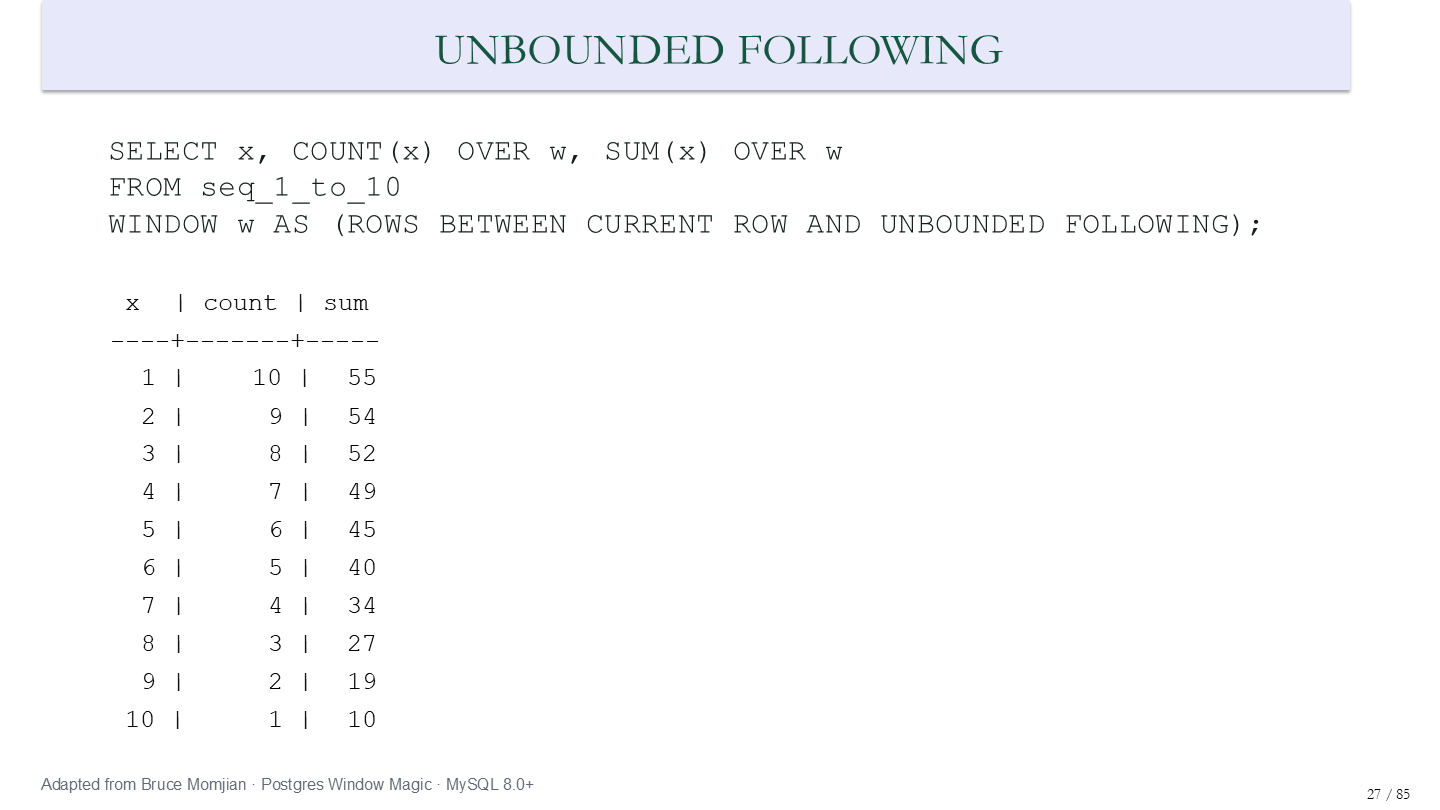 UNBOUNDED FOLLOWING
SELECT x, COUNT(x) OVER w, SUM(x) OVER w
FROM seq_1_to_10
WINDOW w AS (ROWS BETWEEN CURRENT ROW AND UNBOUNDED FOLLOWING);
 x  | count | sum
----+-------+-----
  1 |    10 |  55
  2 |     9 |  54
  3 |     8 |  52
  4 |     7 |  49
  5 |     6 |  45
  6 |     5 |  40
  7 |     4 |  34
  8 |     3 |  27
  9 |     2 |  19
 10 |     1 |  10
Adapted from Bruce Momjian · Postgres Window Magic · MySQL 8.0+
27 / 85